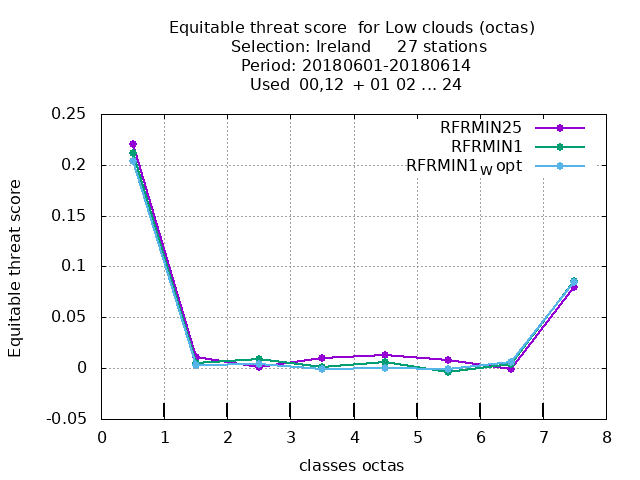 Equitable threat score for Low clouds (octas)
Selection: Ireland 27 stations
Period: 20180601-20180614
Used 00,12 + 01 02 ... 24
RFRMIN25
RFRMIN1
RFRMIN1w opt
0.25
0.2
0.15
0.1
0.05
0
-0.05
Equitable threat score
0 1 2 3 4 5 6 7 8
classes octas